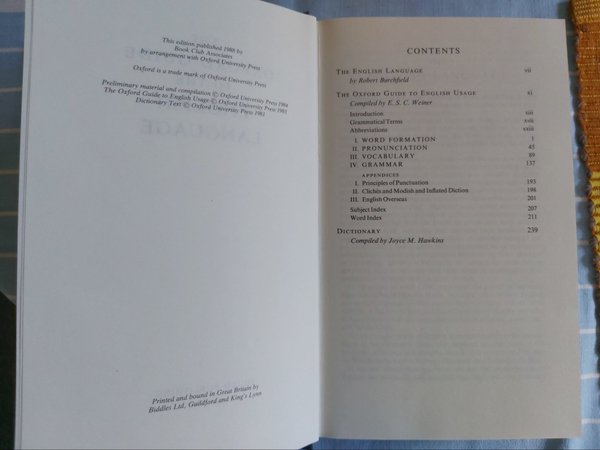 This edition published 1988 by
Book Club Associates
by arrangement with Oxford University Press
Oxford is a trade mark of Oxford University Press
Preliminary material and compilation © Oxford University Press 1984
The Oxford Guide to English Usage © Oxford University Press 1983
Dictionary Text © Oxford University Press 1981
LANGUAGE
Printed and bound in Great Britain by
Biddles Ltd, Guildford and King's Lynn
CONTENTS
THE ENGLISH LANGUAGE vii
by Robert Burchfield
THE OXFORD GUIDE TO ENGLISH USAGE xi
Compiled by E. S. C. Weiner
Introduction xiii
Grammatical Terms xvii
Abbreviations xxiii
I. WORD FORMATION 1
II. PRONUNCIATION 45
III. VOCABULARY 89
IV. GRAMMAR 137
APPENDICES
I. Principles of Punctuation 193
II. Clichés and Modish and Inflated Diction 198
III. English Overseas 201
Subject Index 207
Word Index 211
DICTIONARY 239
Compiled by Joyce M. Hawkins